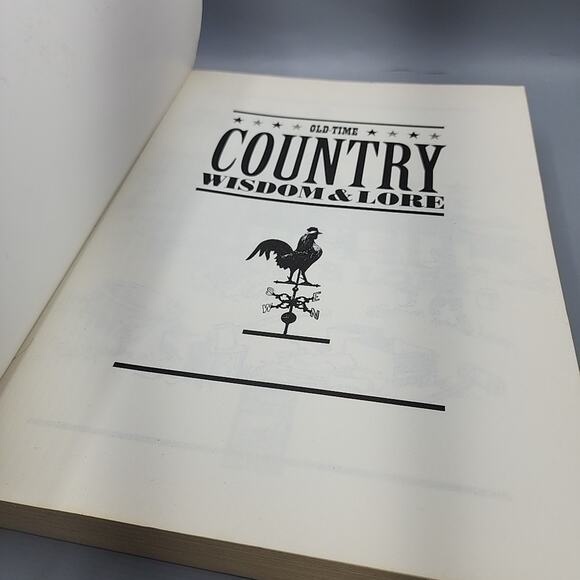 OLD-TIME
COUNTRY
WISDOM & LORE
S E
W N